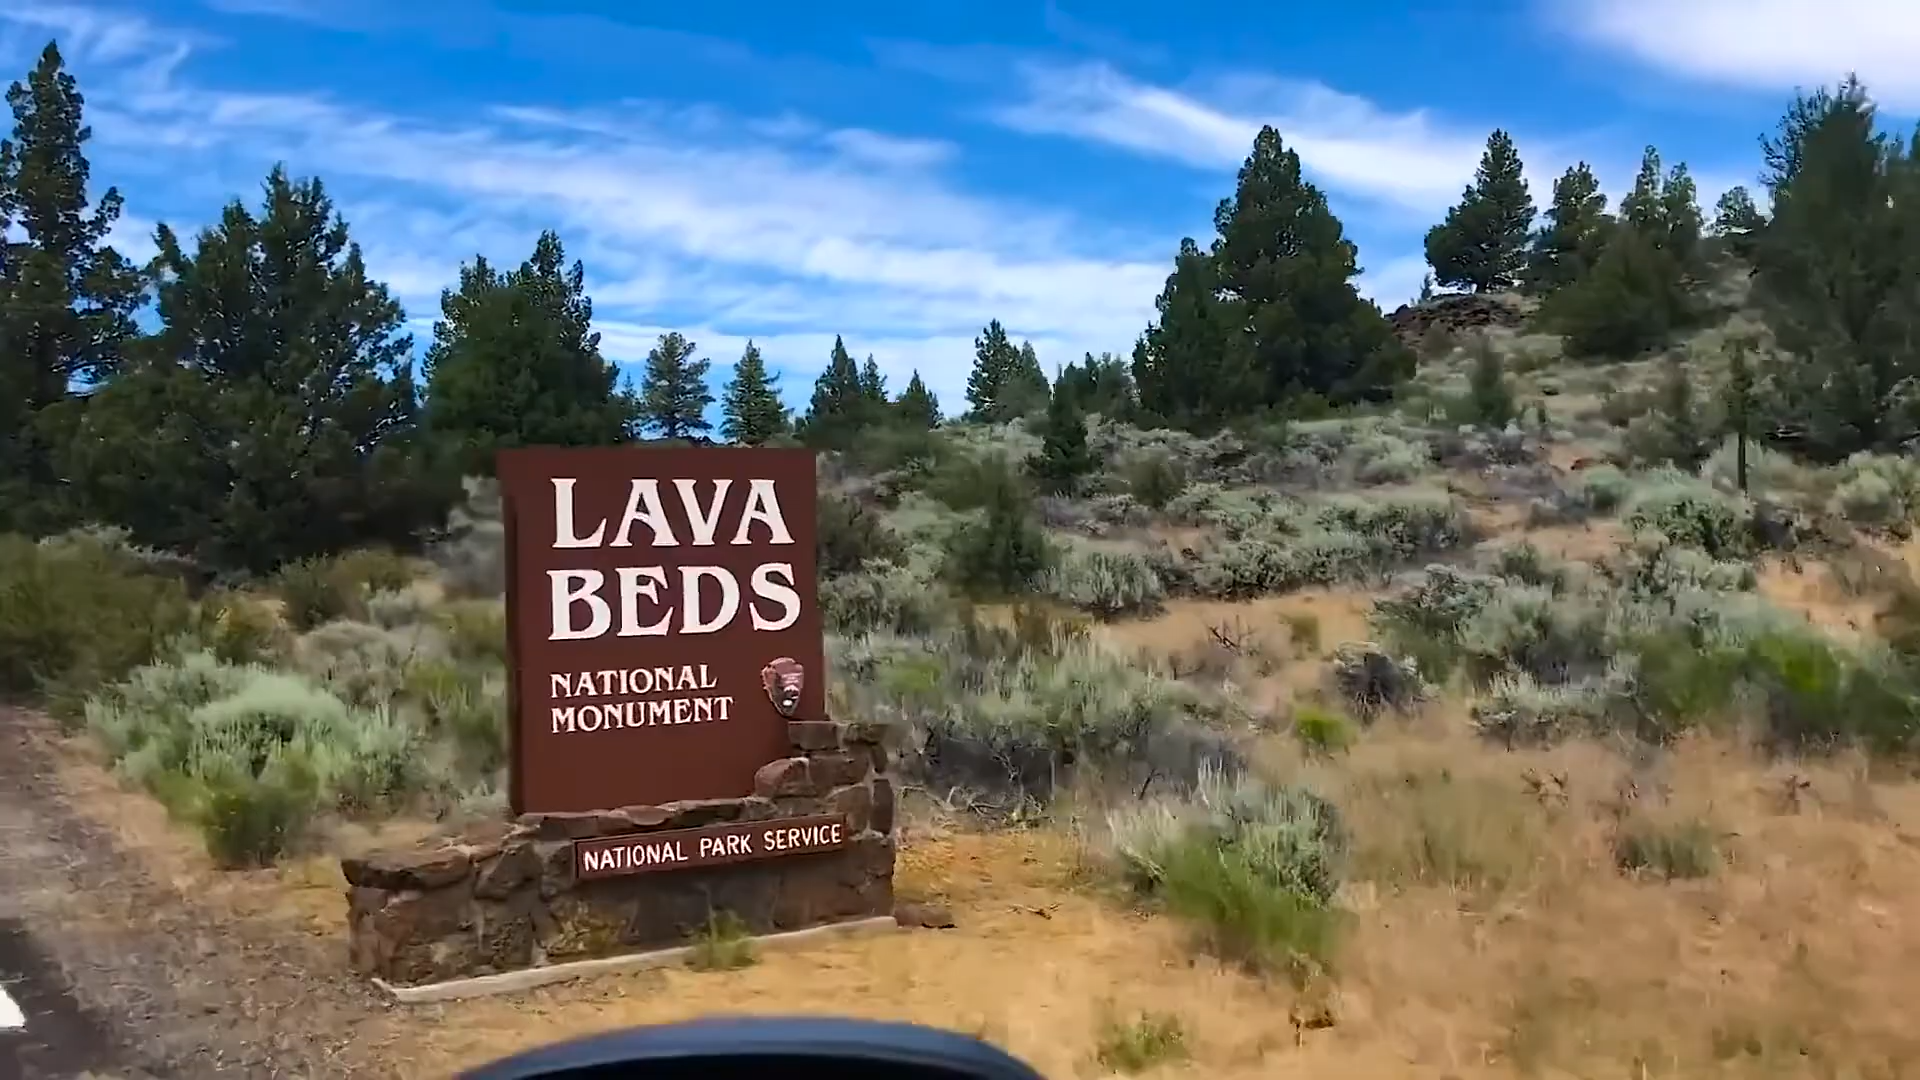 LAVA
BEDS
NATIONAL
MONUMENT
NATIONAL PARK SERVICE